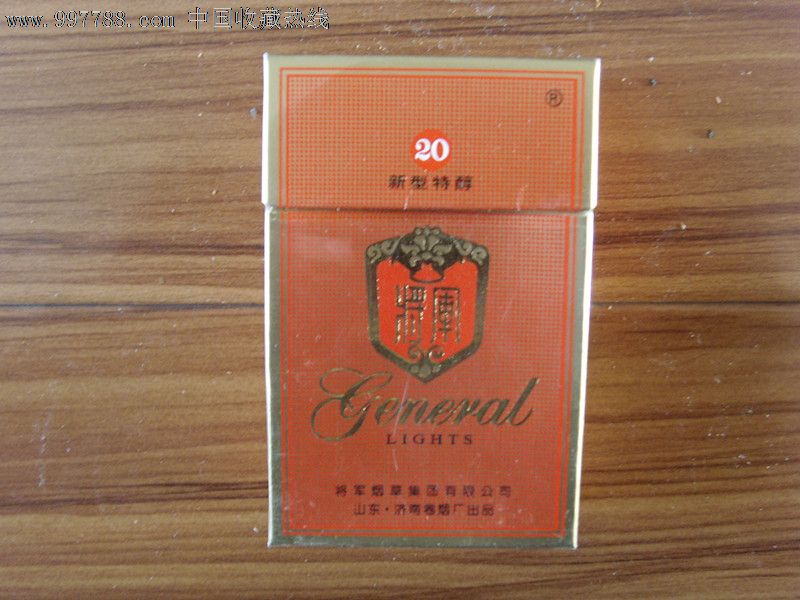 www.997788.com 中国收藏热线
®
20
新型特醇
將軍
General
LIGHTS
将军烟草集团有限公司
山东·济南卷烟厂出品